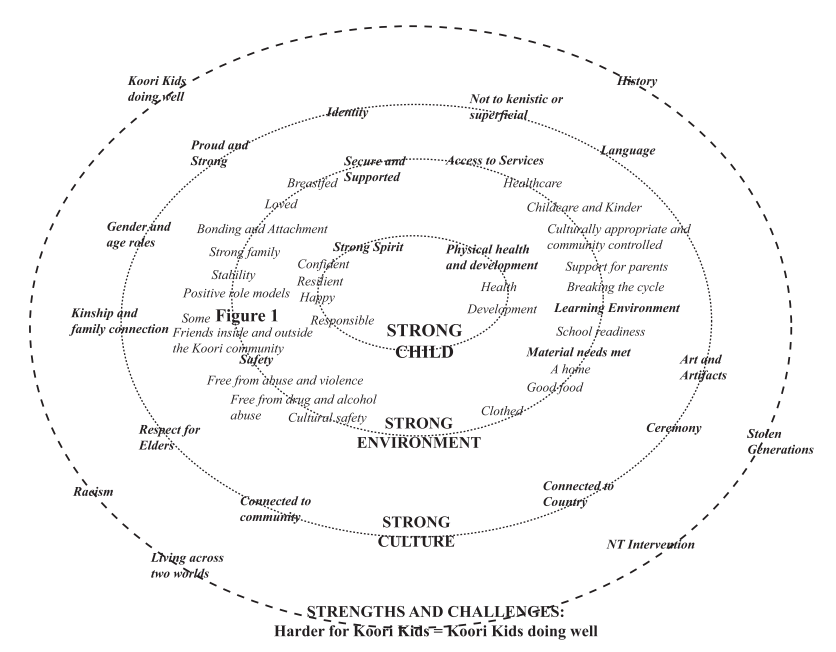 Koori Kids
doing well
History
Not to kenistic or
superficial
Identity
Proud and
Strong
Language
Secure and
Supported
Access to Services
Breastfed
Healthcare
Loved
Childcare and Kinder
Gender and
age roles
Bonding and Attachment
Culturally appropriate and
community controlled
Strong family
Strong Spirit
Physical health
and development
Confident
Support for parents
Stability
Resilient
Health
Breaking the cycle
Positive role models
Happy
Kinship and
family connection
Some Figure 1
Friends inside and outside
the Koori community
Responsible
Development
Learning Environment
STRONG
CHILD
School readiness
Safety
Material needs met
A home
Art and
Artifacts
Free from abuse and violence
Good food
Free from drug and alcohol
abuse
Cultural safety
Clothed
STRONG
ENVIRONMENT
Respect for
Elders
Ceremony
Stolen
Generations
Racism
Connected to
community
Connected to
Country
STRONG
CULTURE
Living across
two worlds
NT Intervention
STRENGTHS AND CHALLENGES:
Harder for Koori Kids = Koori Kids doing well